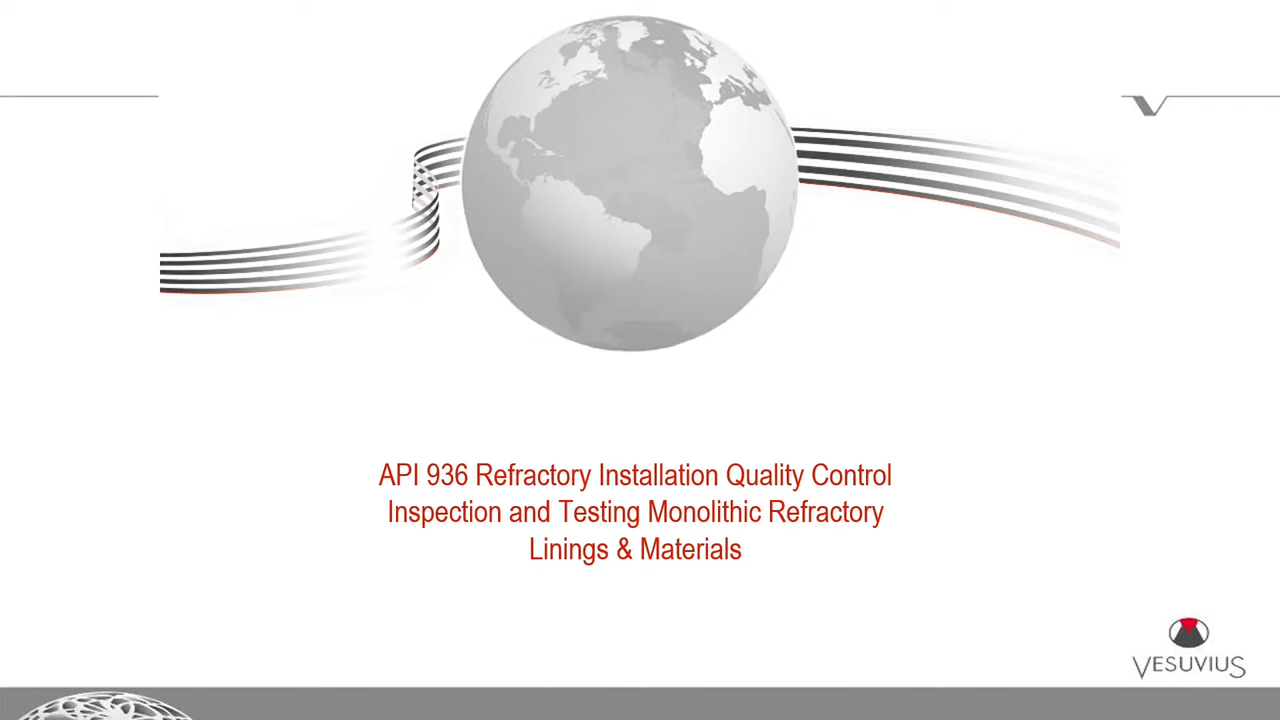 API 936 Refractory Installation Quality Control
Inspection and Testing Monolithic Refractory
Linings & Materials
VESUVIUS